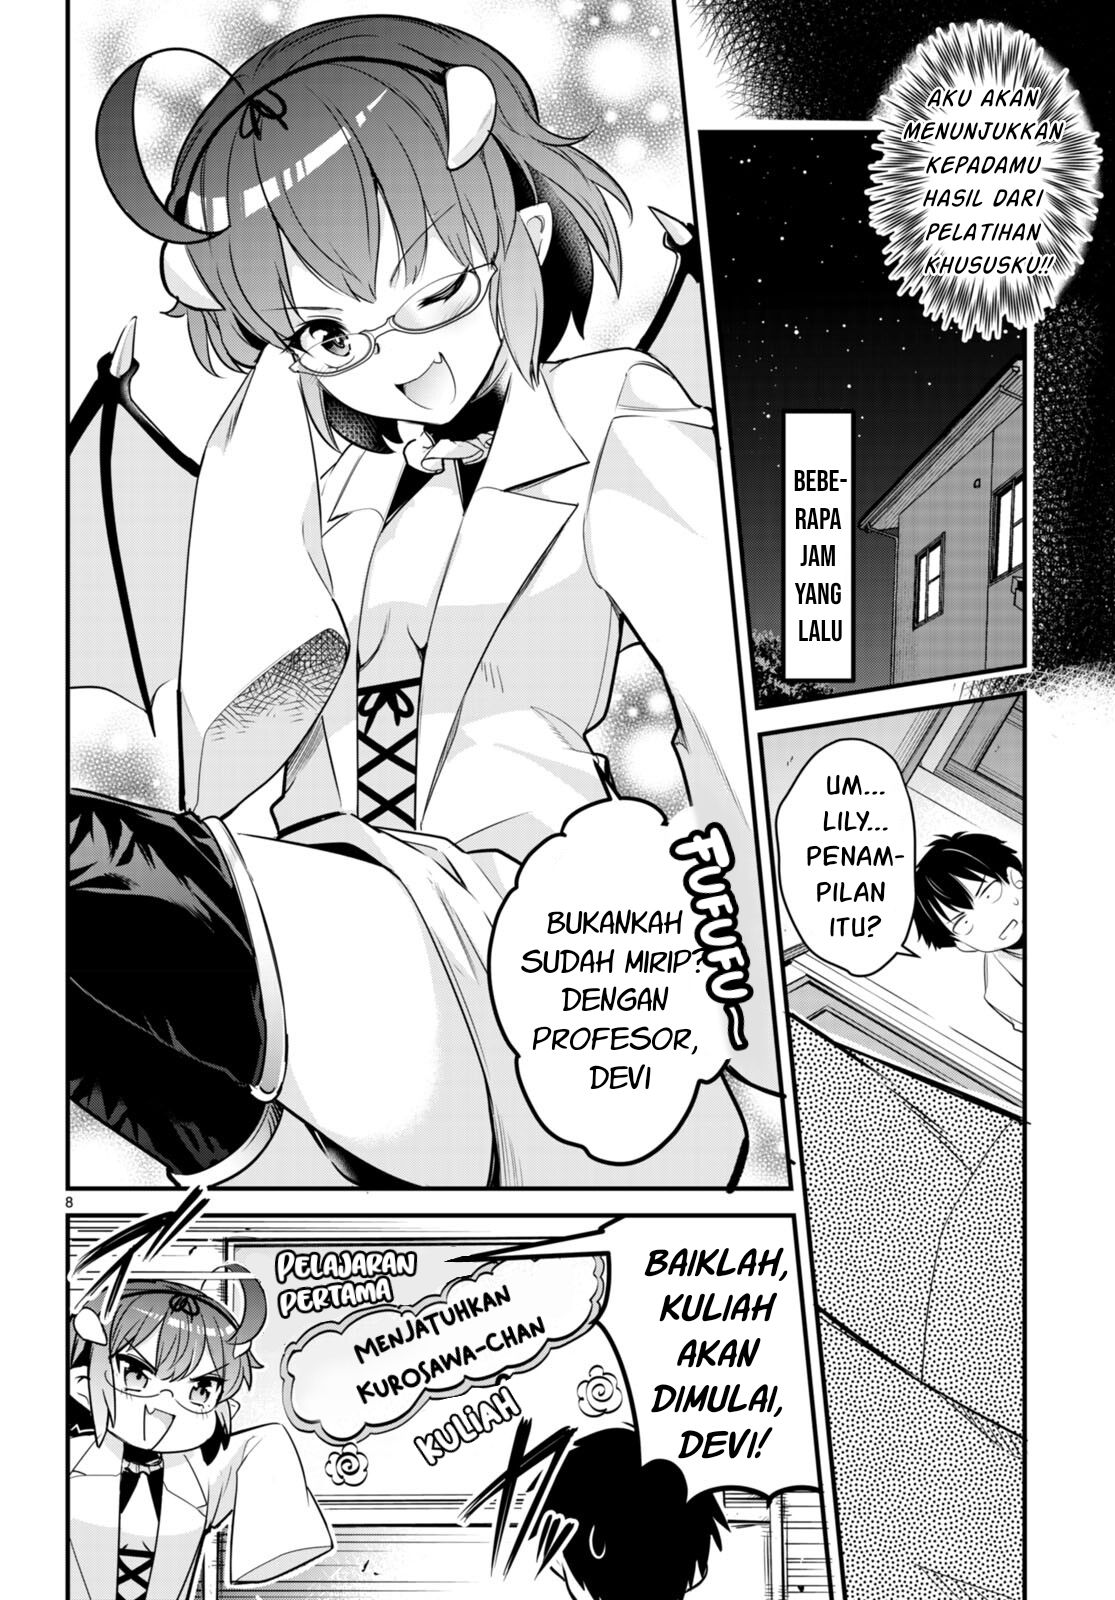 AKU AKAN
MENUNJUKKAN
KEPADAMU
HASIL DARI
PELATIHAN
KHUSUSKU!!
BEBE-
RAPA
JAM
YANG
LALU
UM...
LILY...
PENAM-
PILAN
ITU?
FUFUFU
BUKANKAH
SUDAH MIRIP?
DENGAN
PROFESOR,
DEVI
8
BAIKLAH,
KULIAH
AKAN
DIMULAI,
DEVI!
PELAJARAN
PERTAMA
MENJATUHKAN
KUROSAWA-CHAN
KULIAH